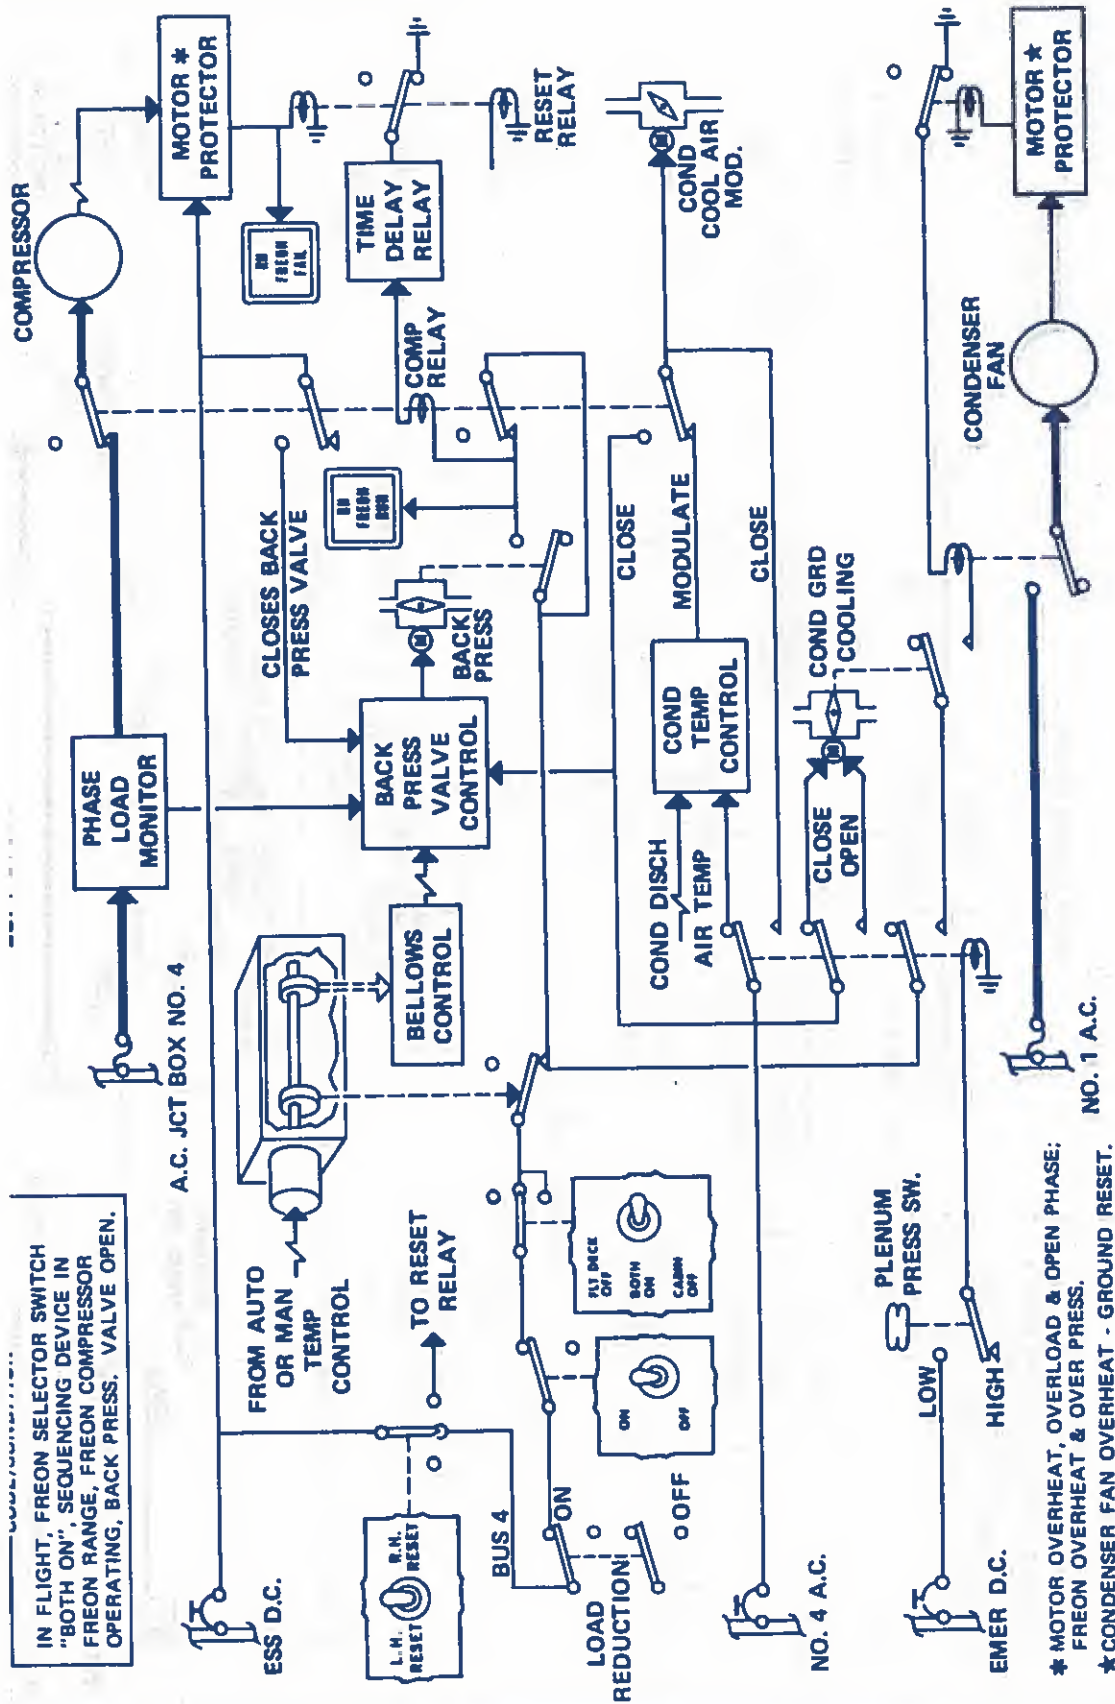 IN FLIGHT, FREON SELECTOR SWITCH
"BOTH ON", SEQUENCING DEVICE IN
FREON RANGE, FREON COMPRESSOR
OPERATING, BACK PRESS. VALVE OPEN.
A.C. JCT BOX NO. 4
PHASE
LOAD
MONITOR
COMPRESSOR
MOTOR *
PROTECTOR
ESS D.C.
FROM AUTO
OR MAN
TEMP
CONTROL
BELLOWS
CONTROL
BACK
PRESS
VALVE
CONTROL
CLOSES BACK
PRESS VALVE
BACK
PRESS
RH
FREON
RUN
COMP
RELAY
RH
FREON
FAIL
TIME
DELAY
RELAY
RESET
RELAY
L.H.
RESET
R.H.
RESET
TO RESET
RELAY
BUS 4
ON
OFF
LOAD
REDUCTION
ON
OFF
FLT DECK
OFF
BOTH
ON
CABIN
OFF
CLOSE
MODULATE
CLOSE
COND
COOL AIR
MOD.
COND DISCH
AIR TEMP
COND
TEMP
CONTROL
CLOSE
OPEN
COND GRD
COOLING
NO. 4 A.C.
PLENUM
PRESS SW.
LOW
HIGH
EMER D.C.
NO. 1 A.C.
CONDENSER
FAN
MOTOR ★
PROTECTOR
* MOTOR OVERHEAT, OVERLOAD & OPEN PHASE;
FREON OVERHEAT & OVER PRESS.
★ CONDENSER FAN OVERHEAT - GROUND RESET.